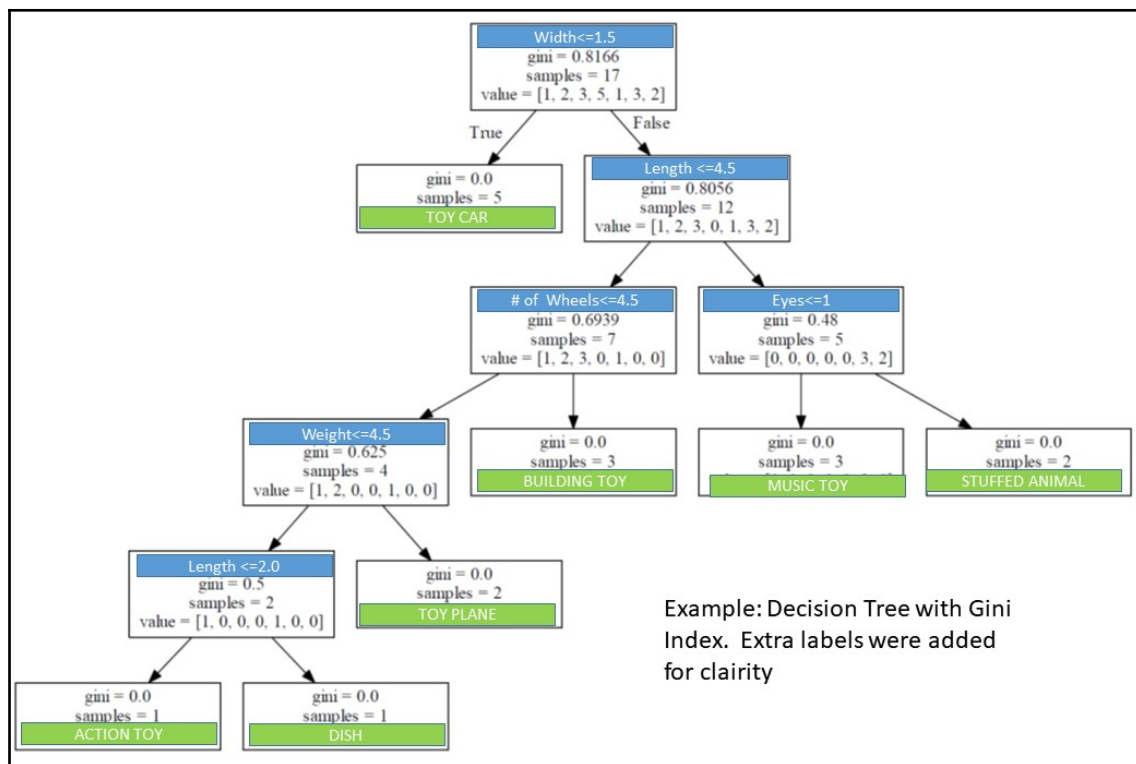 Width<=1.5
gini = 0.8166
samples = 17
value = [1, 2, 3, 5, 1, 3, 2]
True
False
gini = 0.0
samples = 5
TOY CAR
Length <=4.5
gini = 0.8056
samples = 12
value = [1, 2, 3, 0, 1, 3, 2]
# of Wheels<=4.5
gini = 0.6939
samples = 7
value = [1, 2, 3, 0, 1, 0, 0]
Eyes<=1
gini = 0.48
samples = 5
value = [0, 0, 0, 0, 0, 3, 2]
Weight<=4.5
gini = 0.625
samples = 4
value = [1, 2, 0, 0, 1, 0, 0]
gini = 0.0
samples = 3
BUILDING TOY
gini = 0.0
samples = 3
MUSIC TOY
gini = 0.0
samples = 2
STUFFED ANIMAL
Length <=2.0
gini = 0.5
samples = 2
value = [1, 0, 0, 0, 1, 0, 0]
gini = 0.0
samples = 2
TOY PLANE
Example: Decision Tree with Gini
Index. Extra labels were added
for clairity
gini = 0.0
samples = 1
ACTION TOY
gini = 0.0
samples = 1
DISH